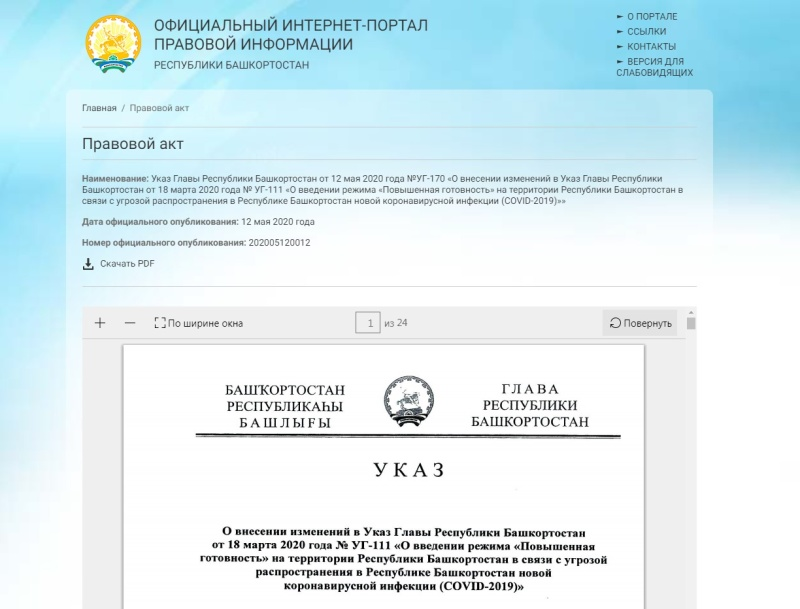 ОФИЦИАЛЬНЫЙ ИНТЕРНЕТ-ПОРТАЛ
ПРАВОВОЙ ИНФОРМАЦИИ
РЕСПУБЛИКИ БАШКОРТОСТАН
О ПОРТАЛЕ
ССЫЛКИ
КОНТАКТЫ
ВЕРСИЯ ДЛЯ
СЛАБОВИДЯЩИХ
Главная / Правовой акт
Правовой акт
Наименование: Указ Главы Республики Башкортостан от 12 мая 2020 года №УГ-170 «О внесении изменений в Указ Главы Республики
Башкортостан от 18 марта 2020 года № УГ-111 «О введении режима «Повышенная готовность» на территории Республики Башкортостан в
связи с угрозой распространения в Республике Башкортостан новой коронавирусной инфекции (COVID-2019)»»
Дата официального опубликования: 12 мая 2020 года
Номер официального опубликования: 202005120012
Скачать PDF
По ширине окна
1 из 24
Повернуть
БАШҠОРТОСТАН
РЕСПУБЛИКАҺЫ
БАШЛЫҒЫ
ГЛАВА
РЕСПУБЛИКИ
БАШКОРТОСТАН
УКАЗ
О внесении изменений в Указ Главы Республики Башкортостан
от 18 марта 2020 года № УГ-111 «О введении режима «Повышенная
готовность» на территории Республики Башкортостан в связи с угрозой
распространения в Республике Башкортостан новой
коронавирусной инфекции (COVID-2019)»